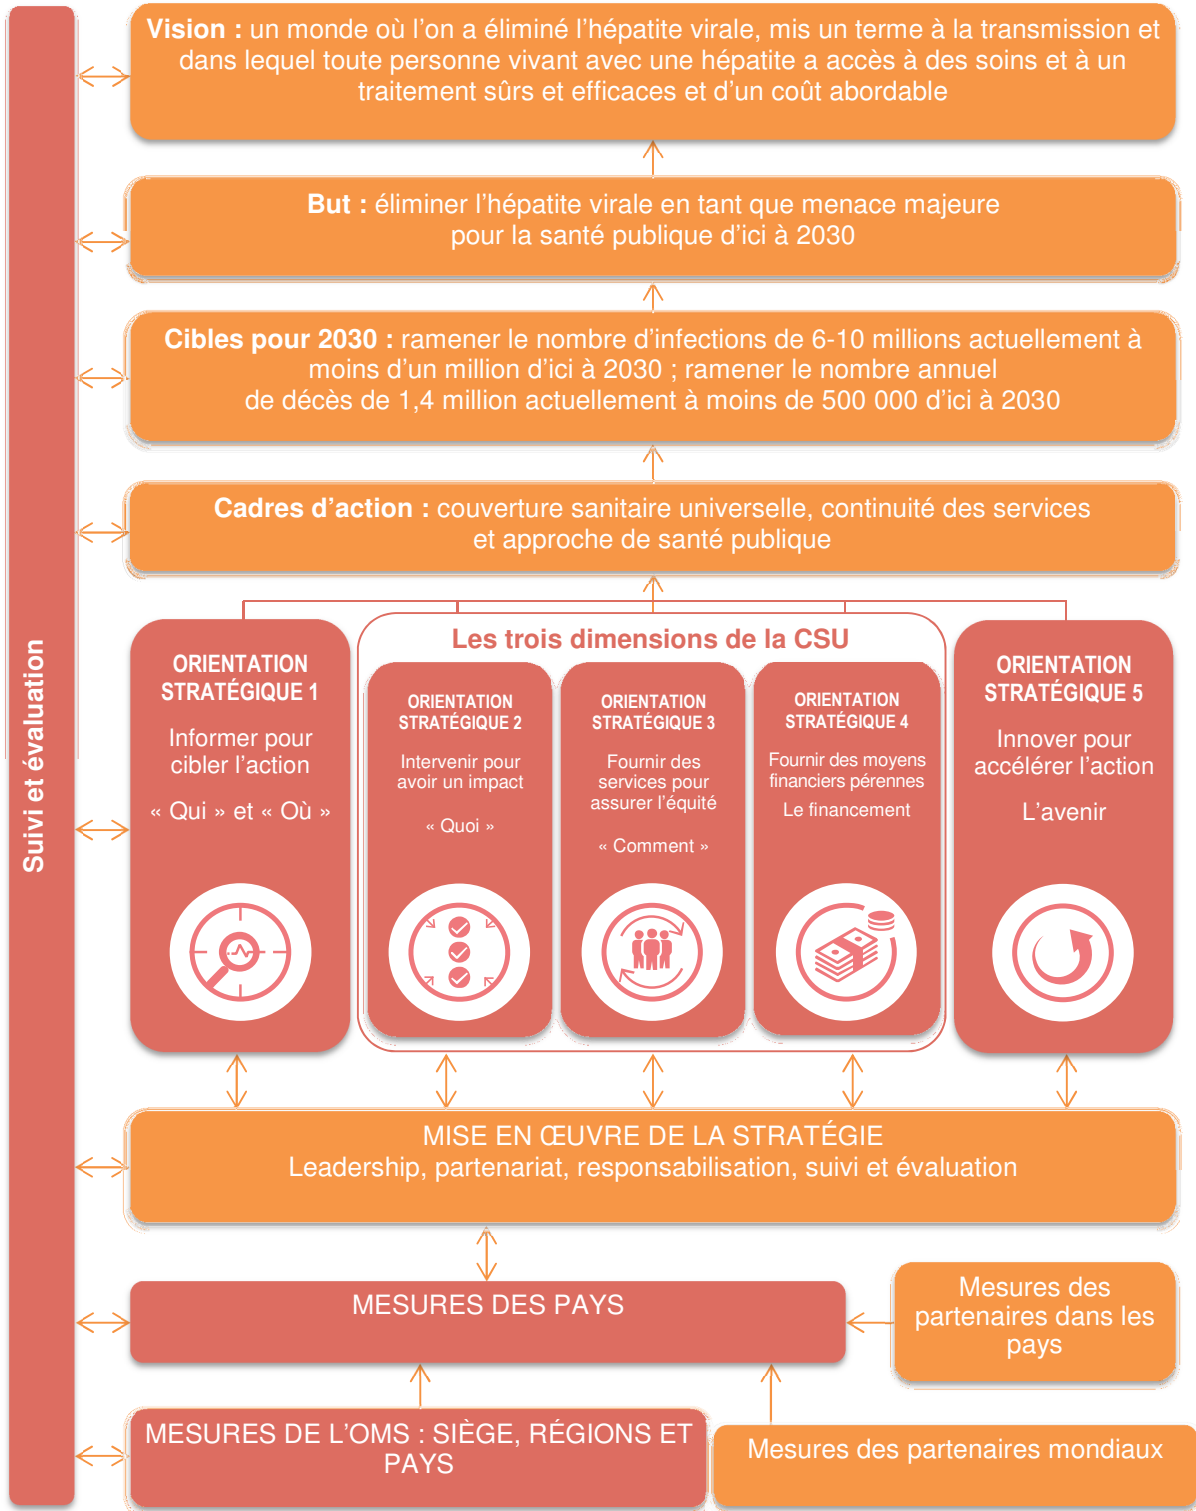 Suivi et évaluation
Vision : un monde où l’on a éliminé l’hépatite virale, mis un terme à la transmission et
dans lequel toute personne vivant avec une hépatite a accès à des soins et à un
traitement sûrs et efficaces et d’un coût abordable
But : éliminer l’hépatite virale en tant que menace majeure
pour la santé publique d’ici à 2030
Cibles pour 2030 : ramener le nombre d’infections de 6-10 millions actuellement à
moins d’un million d’ici à 2030 ; ramener le nombre annuel
de décès de 1,4 million actuellement à moins de 500 000 d’ici à 2030
Cadres d’action : couverture sanitaire universelle, continuité des services
et approche de santé publique
Les trois dimensions de la CSU
ORIENTATION
STRATÉGIQUE 1
Informer pour
cibler l’action
« Qui » et « Où »
ORIENTATION
STRATÉGIQUE 2
Intervenir pour
avoir un impact
« Quoi »
ORIENTATION
STRATÉGIQUE 3
Fournir des
services pour
assurer l’équité
« Comment »
ORIENTATION
STRATÉGIQUE 4
Fournir des moyens
financiers pérennes
Le financement
ORIENTATION
STRATÉGIQUE 5
Innover pour
accélérer l’action
L’avenir
MISE EN ŒUVRE DE LA STRATÉGIE
Leadership, partenariat, responsabilisation, suivi et évaluation
MESURES DES PAYS
Mesures des
partenaires dans les
pays
MESURES DE L’OMS : SIÈGE, RÉGIONS ET
PAYS
Mesures des partenaires mondiaux